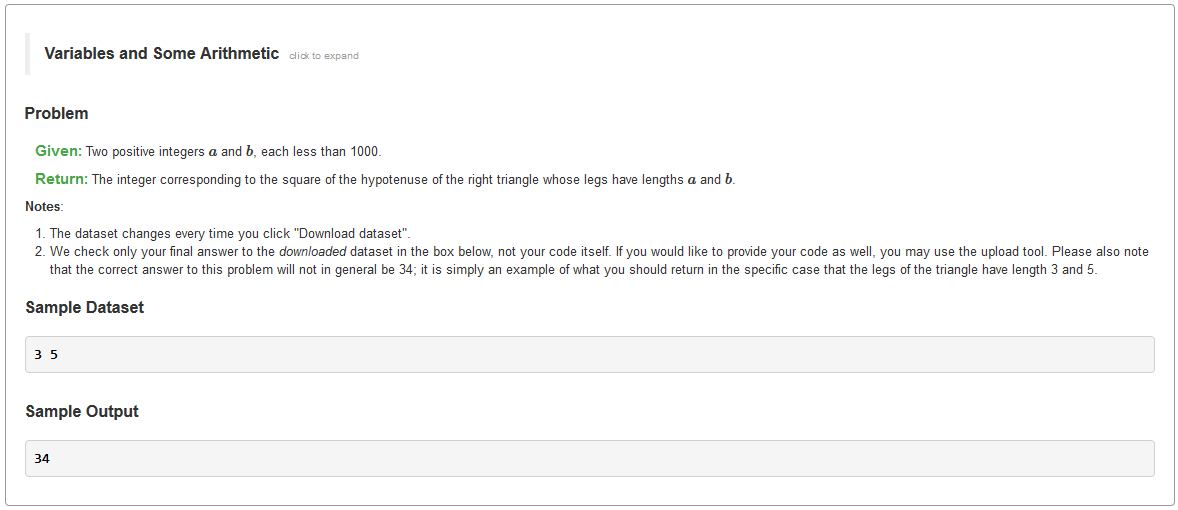 Variables and Some Arithmetic click to expand
Problem
Given: Two positive integers a and b, each less than 1000.
Return: The integer corresponding to the square of the hypotenuse of the right triangle whose legs have lengths a and b.
Notes:
1. The dataset changes every time you click "Download dataset".
2. We check only your final answer to the downloaded dataset in the box below, not your code itself. If you would like to provide your code as well, you may use the upload tool. Please also note
that the correct answer to this problem will not in general be 34; it is simply an example of what you should return in the specific case that the legs of the triangle have length 3 and 5.
Sample Dataset
3 5
Sample Output
34